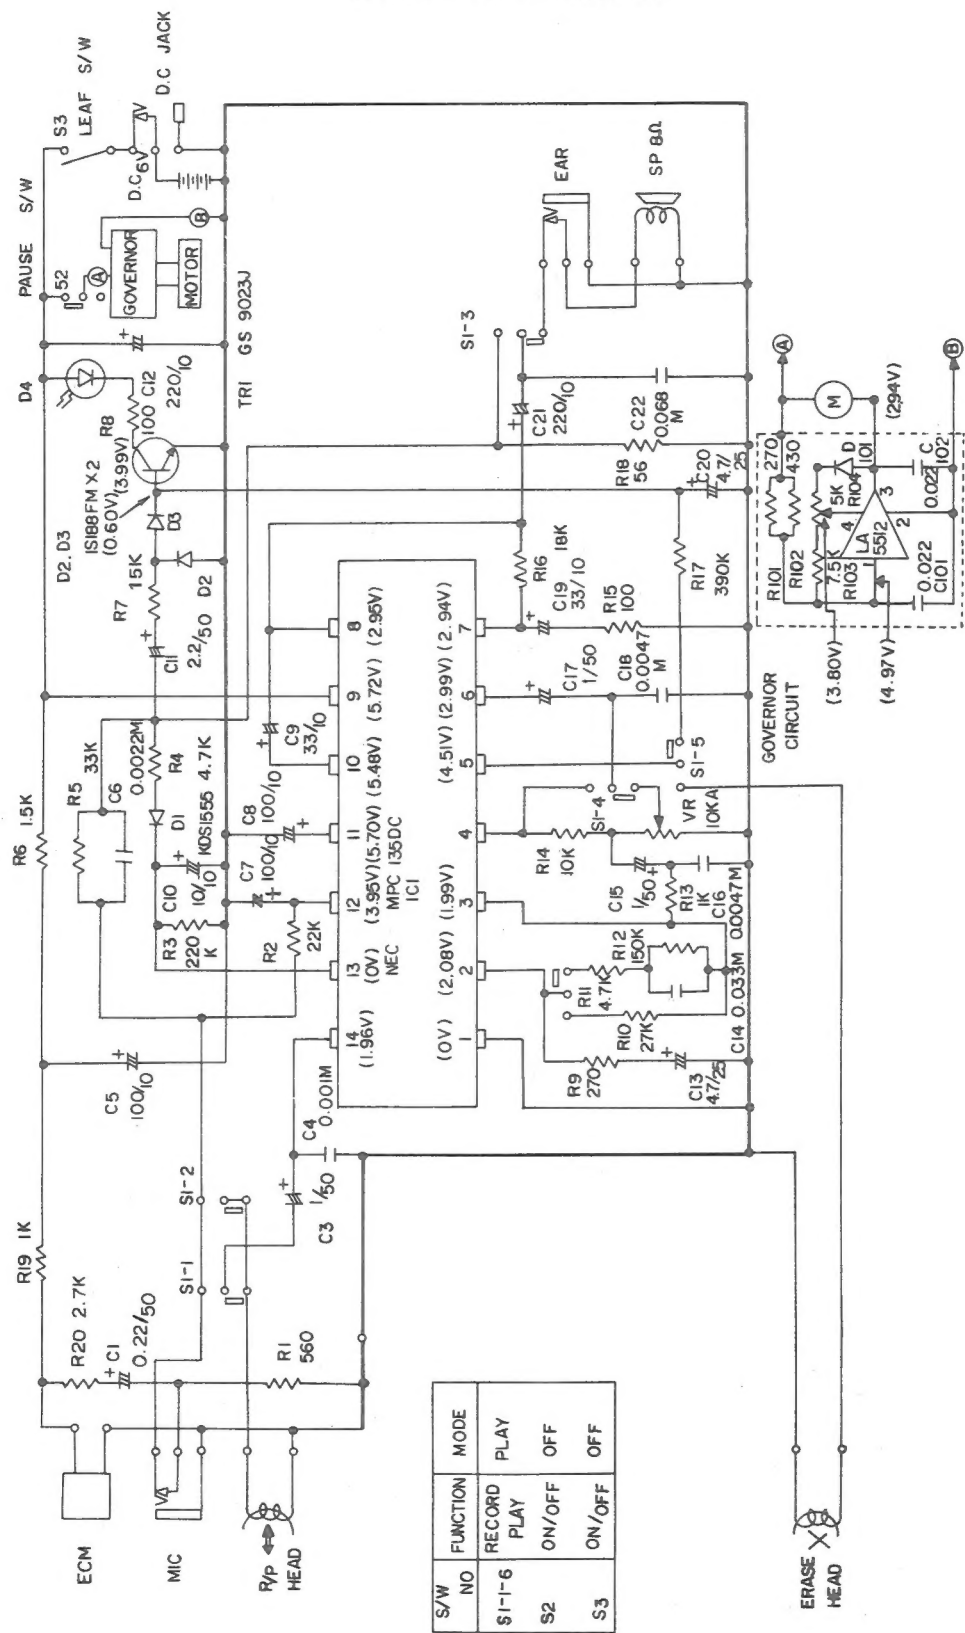 ECM
MIC
R/P
HEAD
ERASE
HEAD
R20 2.7K
C1
0.22/50
R1
560
R19 1K
S1-1
S1-2
C3
1/50
C4
0.001M
C5
100/10
R6 1.5K
R5
33K
C6
0.0022M
R4
4.7K
D1
KDS1555
C10
10/10
R3
220
K
R2
22K
C7
100/10
C8
100/10
C9
33/10
C11
2.2/50
R7
15K
D2
D3
D2. D3
1S188FM X2
(0.60V)
(3.99V)
R8
100
C12
220/10
D4
TR1
GS 9023J
PAUSE S/W
S2
A
GOVERNOR
MOTOR
B
S3
LEAF S/W
D.C
6V
D.C JACK
14
13
12
11
10
9
8
(1.96V)
(0V)
(3.95V)
(5.70V)
(5.48V)
(5.72V)
(2.95V)
NEC
MPC 1350C
IC1
(0V)
(2.08V)
(1.99V)
(4.51V)
(2.99V)
(2.94V)
1
2
3
4
5
6
7
R9
270
C13
4.7/25
R10
27K
R11
4.7K
R12
150K
C14 0.033M
R13
1K
C15
1/50
C16
0.0047M
R14
10K
S1-4
VR
10KA
S1-5
C17
1/50
C18
0.0047
M
R15
100
C19
33/10
R16
18K
R17
390K
R18
56
C20
4.7/
25
C21
220/10
C22
0.068
M
S1-3
EAR
SP 8Ω
GOVERNOR
CIRCUIT
R101
270
R102
430
R103
7.5K
R104
5K
D
101
C
102
0.022
0.022
C101
LA
5512
1
2
3
4
M
(2.94V)
(3.80V)
(4.97V)
A
B
S/W
NO
FUNCTION
MODE
S1-1-6
RECORD
PLAY
PLAY
S2
ON/OFF
OFF
S3
ON/OFF
OFF